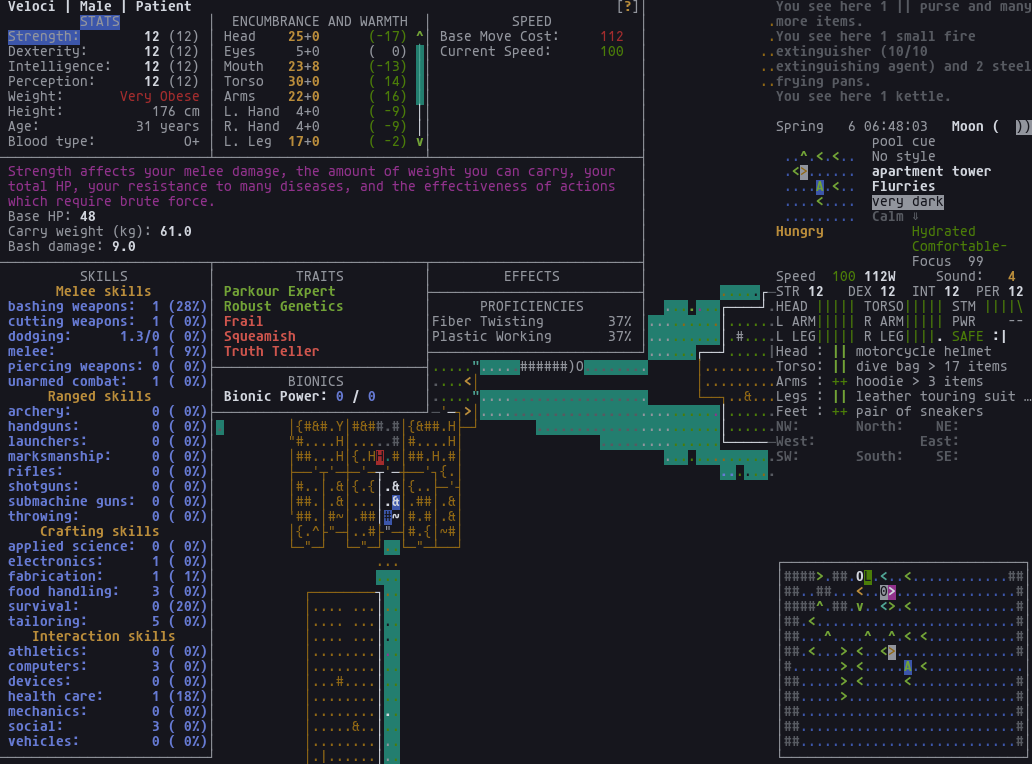 Veloci | Male | Patient
[?]
STATS
Strength: 12 (12)
Dexterity: 12 (12)
Intelligence: 12 (12)
Perception: 12 (12)
Weight: Very Obese
Height: 176 cm
Age: 31 years
Blood type: O+
ENCUMBRANCE AND WARMTH
Head 25+0 (-17)
Eyes 5+0 ( 0)
Mouth 23+8 (-13)
Torso 30+0 ( 14)
Arms 22+0 ( 16)
L. Hand 4+0 ( -9)
R. Hand 4+0 ( -9)
L. Leg 17+0 ( -2)
SPEED
Base Move Cost: 112
Current Speed: 100
Strength affects your melee damage, the amount of weight you can carry, your
total HP, your resistance to many diseases, and the effectiveness of actions
which require brute force.
Base HP: 48
Carry weight (kg): 61.0
Bash damage: 9.0
SKILLS
Melee skills
bashing weapons: 1 (28%)
cutting weapons: 1 ( 0%)
dodging: 1.3/0 ( 0%)
melee: 1 ( 9%)
piercing weapons: 0 ( 0%)
unarmed combat: 1 ( 0%)
Ranged skills
archery: 0 ( 0%)
handguns: 0 ( 0%)
launchers: 0 ( 0%)
marksmanship: 0 ( 0%)
rifles: 0 ( 0%)
shotguns: 0 ( 0%)
submachine guns: 0 ( 0%)
throwing: 0 ( 0%)
Crafting skills
applied science: 0 ( 0%)
electronics: 1 ( 0%)
fabrication: 1 ( 1%)
food handling: 3 ( 0%)
survival: 0 (20%)
tailoring: 5 ( 0%)
Interaction skills
athletics: 0 ( 0%)
computers: 3 ( 0%)
devices: 0 ( 0%)
health care: 1 (18%)
mechanics: 0 ( 0%)
social: 3 ( 0%)
vehicles: 0 ( 0%)
TRAITS
Parkour Expert
Robust Genetics
Frail
Squeamish
Truth Teller
BIONICS
Bionic Power: 0 / 0
EFFECTS
PROFICIENCIES
Fiber Twisting 37%
Plastic Working 37%
You see here 1 || purse and many
more items.
You see here 1 small fire
extinguisher (10/10
extinguishing agent) and 2 steel
frying pans.
You see here 1 kettle.
Spring 6 06:48:03 Moon ( ))
pool cue
No style
apartment tower
Flurries
very dark
Calm ⇓
Hungry
Hydrated
Comfortable-
Focus 99
Speed 100 112W Sound: 4
STR 12 DEX 12 INT 12 PER 12
HEAD ||||| TORSO||||| STM ||||\
L ARM||||| R ARM||||| PWR --
L LEG||||| R LEG||||. SAFE :|
Head : || motorcycle helmet
Torso: || dive bag > 17 items
Arms : ++ hoodie > 3 items
Legs : || leather touring suit …
Feet : ++ pair of sneakers
NW: North: NE:
West: East:
SW: South: SE: